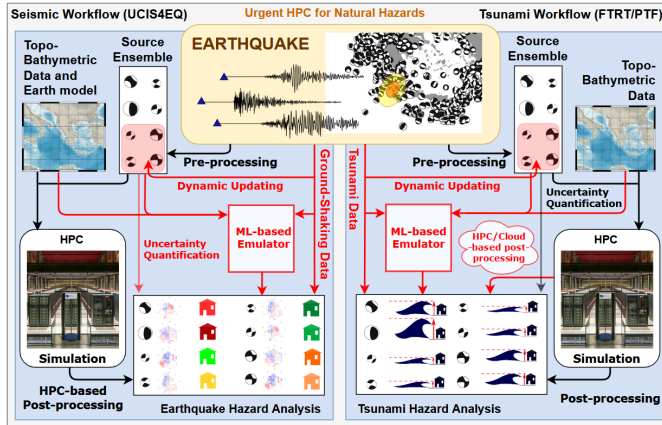 Seismic Workflow (UCIS4EQ)
Urgent HPC for Natural Hazards
Tsunami Workflow (FTRT/PTF)
Topo-
Bathymetric
Data and
Earth model
Source
Ensemble
EARTHQUAKE
Source
Ensemble
Topo-
Bathymetric
Data
Pre-processing
Pre-processing
Dynamic Updating
Dynamic Updating
Ground-Shaking Data
Tsunami Data
Uncertainty
Quantification
HPC
Simulation
Uncertainty
Quantification
ML-based
Emulator
ML-based
Emulator
HPC/Cloud
-based post-
processing
HPC
Simulation
HPC-based
Post-processing
Earthquake Hazard Analysis
Tsunami Hazard Analysis
Post-processing